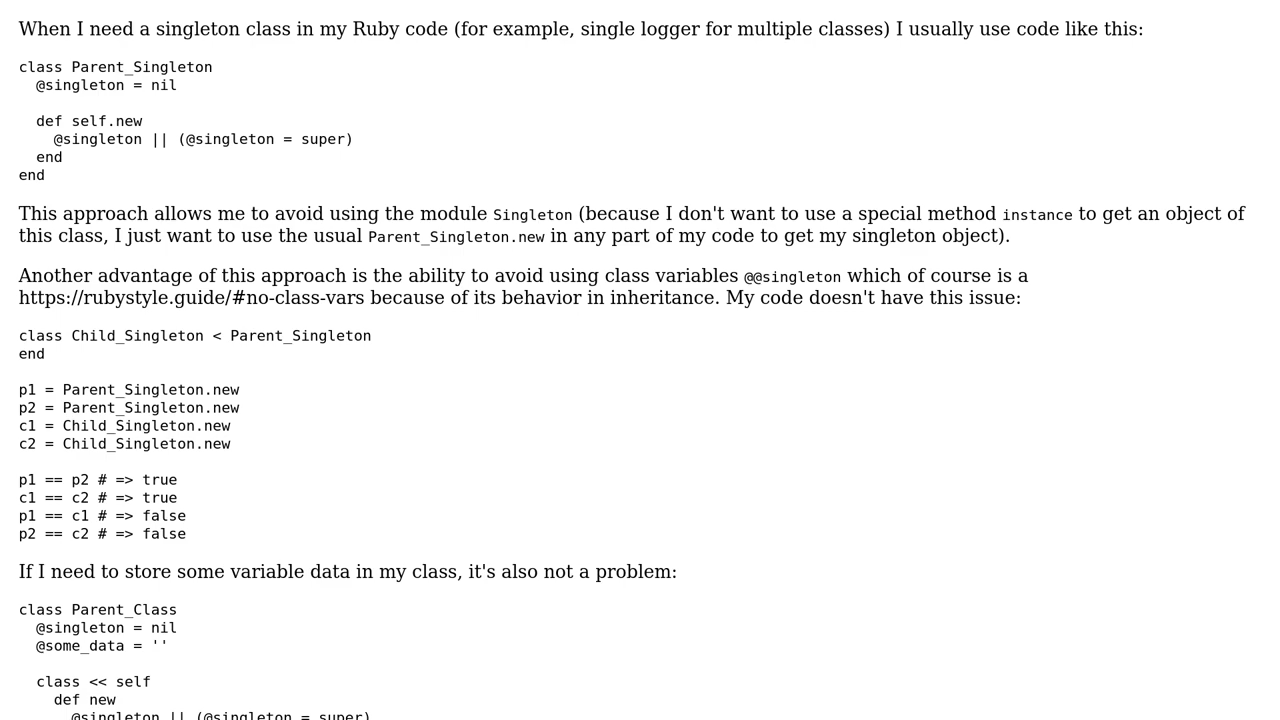 When I need a singleton class in my Ruby code (for example, single logger for multiple classes) I usually use code like this:
class Parent_Singleton
  @singleton = nil
  def self.new
    @singleton || (@singleton = super)
  end
end
This approach allows me to avoid using the module Singleton (because I don't want to use a special method instance to get an object of
this class, I just want to use the usual Parent_Singleton.new in any part of my code to get my singleton object).
Another advantage of this approach is the ability to avoid using class variables @@singleton which of course is a
https://rubystyle.guide/#no-class-vars because of its behavior in inheritance. My code doesn't have this issue:
class Child_Singleton < Parent_Singleton
end
p1 = Parent_Singleton.new
p2 = Parent_Singleton.new
c1 = Child_Singleton.new
c2 = Child_Singleton.new
p1 == p2 # => true
c1 == c2 # => true
p1 == c1 # => false
p2 == c2 # => false
If I need to store some variable data in my class, it's also not a problem:
class Parent_Class
  @singleton = nil
  @some_data = ''
  class << self
    def new
      @singleton || (@singleton = super)